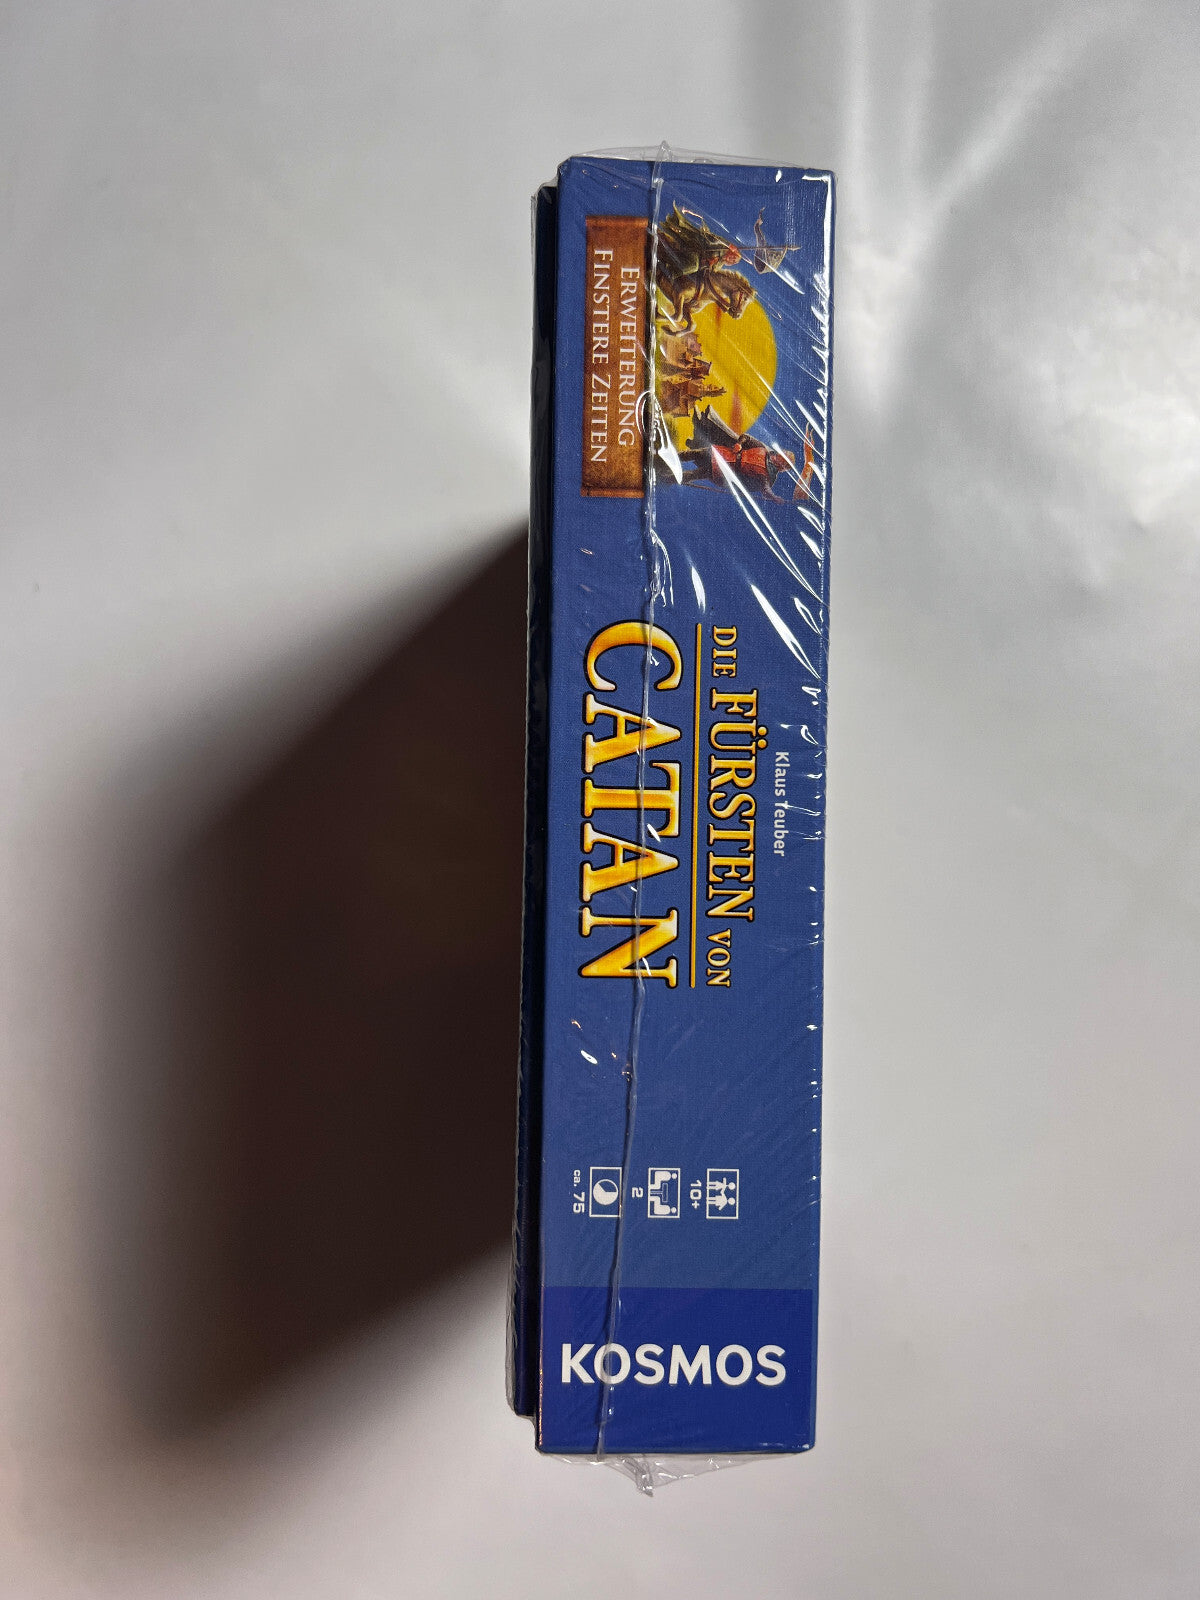 ERWEITERUNG
FINSTERE ZEITEN
Klaus Teuber
DIE FÜRSTEN VON
CATAN
10+
2
ca. 75
KOSMOS